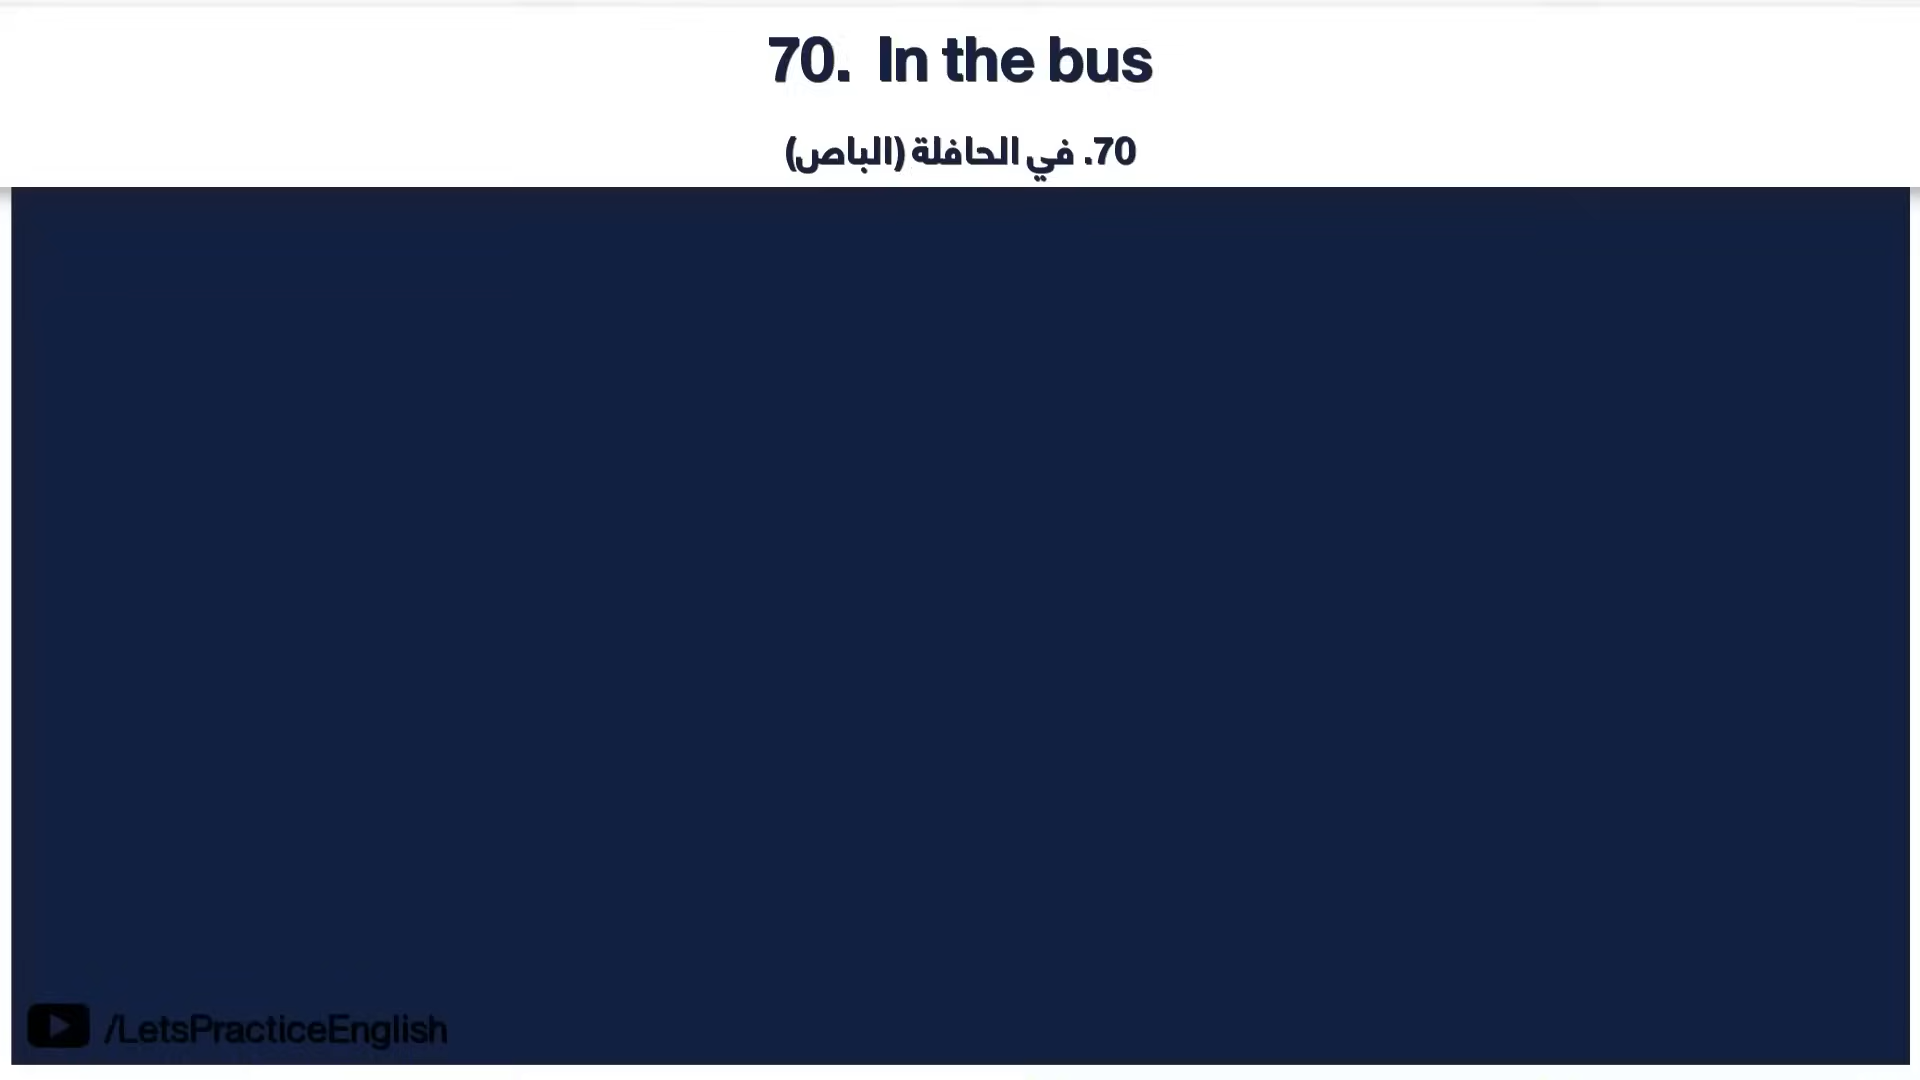 70. In the bus
70. في الحافلة (الباص)
/LetsPracticeEnglish